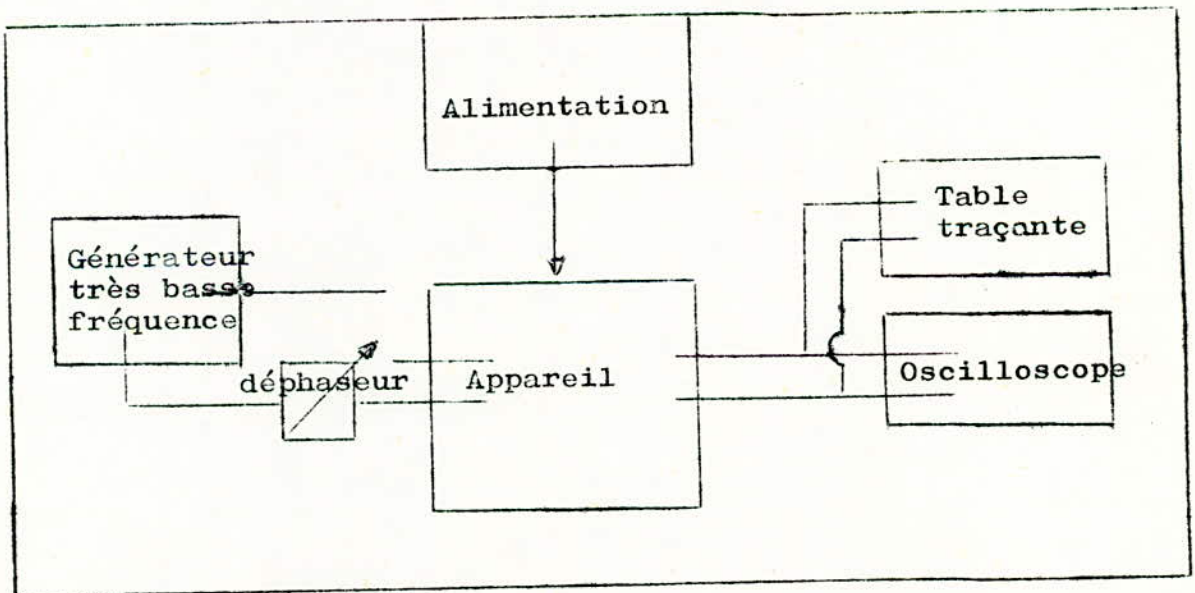 Alimentation
Table
traçante
Générateur
très basse
fréquence
déphaseur
Appareil
Oscilloscope